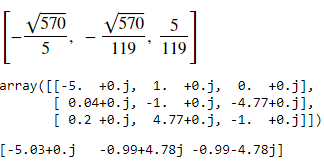 [-√570/5, -√570/119, 5/119]
array([[-5.  +0.j,  1.  +0.j,  0.  +0.j],
[ 0.04+0.j, -1.  +0.j, -4.77+0.j],
[ 0.2 +0.j,  4.77+0.j, -1.  +0.j]])
[-5.03+0.j   -0.99+4.78j -0.99-4.78j]